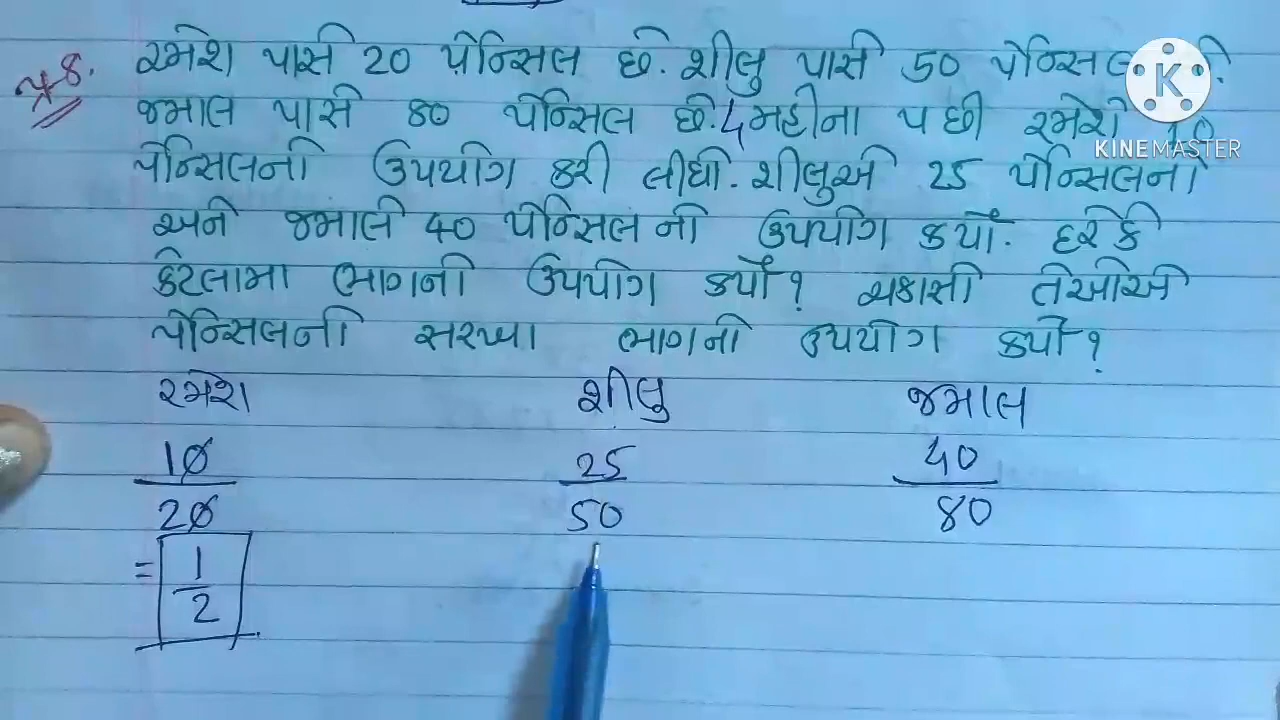 પ્ર 8. રમેશ પાસે 20 પેન્સિલ છે. શીલુ પાસે 50 પેન્સિલ
જમાલ પાસે 80 પેન્સિલ છે. 4 મહીના પછી રમેશે 10
પેન્સિલનો ઉપયોગ કરી લીધો. શીલુએ 25 પેન્સિલનો
અને જમાલે 40 પેન્સિલ નો ઉપયોગ કર્યો. દરેકે
કેટલામા ભાગનો ઉપયોગ કર્યો? ચકાસો તેઓએ
પેન્સિલનો સરખા ભાગનો ઉપયોગ કર્યો?
રમેશ શીલુ જમાલ
10 25 40
20 50 80
= 1
2
K
KINEMASTER